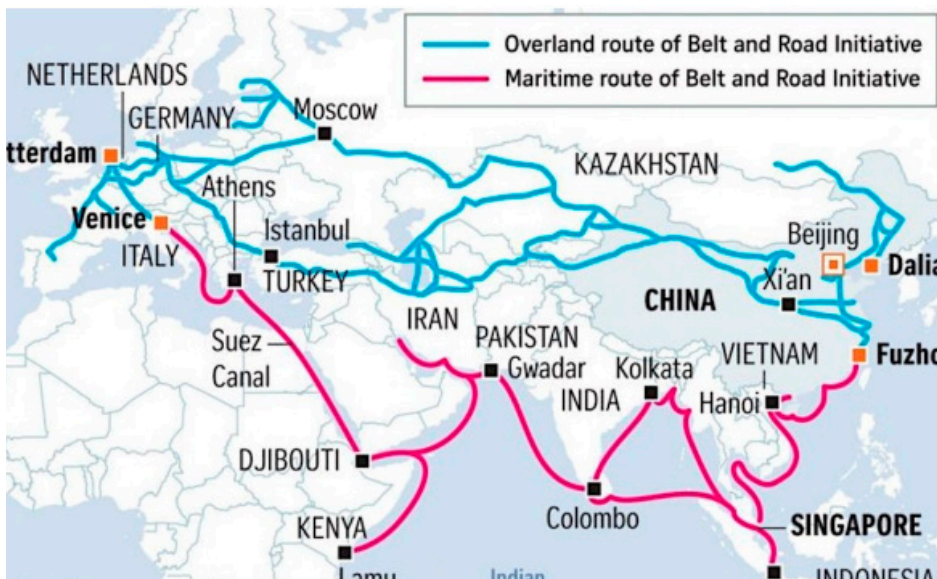 Overland route of Belt and Road Initiative
Maritime route of Belt and Road Initiative
NETHERLANDS
GERMANY
Moscow
tterdam
KAZAKHSTAN
Athens
Venice
Istanbul
Beijing
ITALY
TURKEY
Xi'an
Dalia
CHINA
IRAN
PAKISTAN
Suez
Canal
Gwadar
Kolkata
VIETNAM
Fuzho
INDIA
Hanoi
DJIBOUTI
Colombo
KENYA
SINGAPORE
Lamu
Indian
INDONESIA